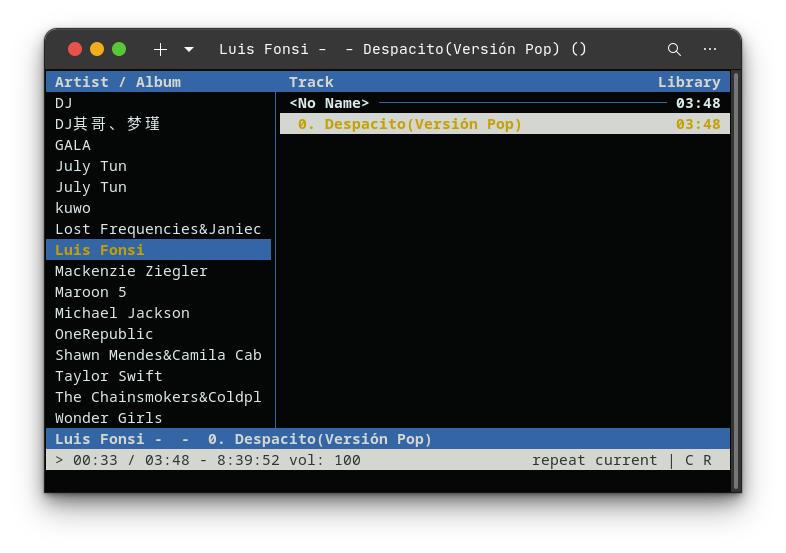 Luis Fonsi -  - Despacito(Versión Pop) ()
Artist / Album Track Library
DJ
DJ其哥、梦瑾
GALA
July Tun
July Tun
kuwo
Lost Frequencies&Janiec
Luis Fonsi
Mackenzie Ziegler
Maroon 5
Michael Jackson
OneRepublic
Shawn Mendes&Camila Cab
Taylor Swift
The Chainsmokers&Coldpl
Wonder Girls
<No Name> 03:48
0. Despacito(Versión Pop) 03:48
Luis Fonsi -  -  0. Despacito(Versión Pop)
> 00:33 / 03:48 - 8:39:52 vol: 100 repeat current | C R